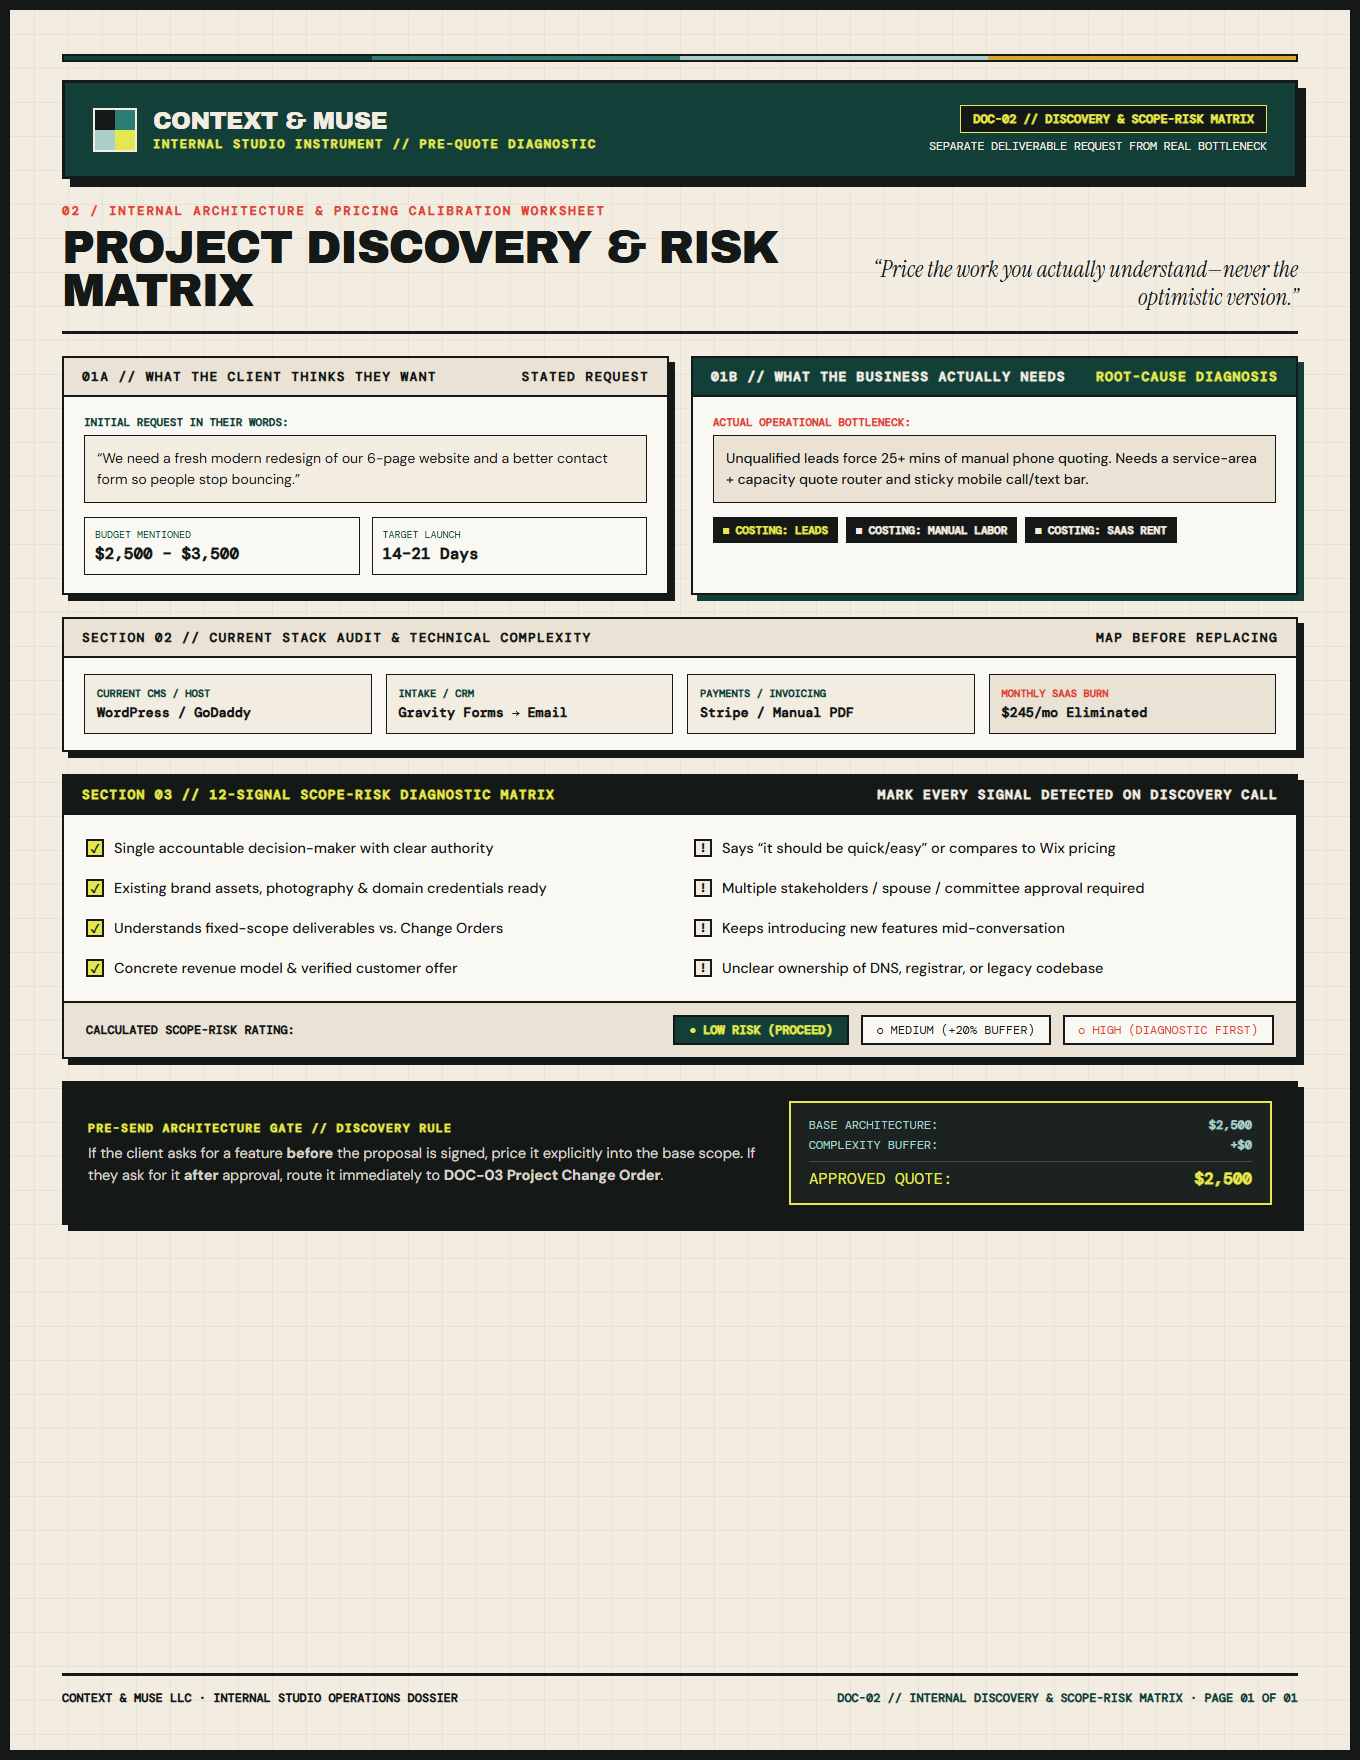 CONTEXT & MUSE
INTERNAL STUDIO INSTRUMENT // PRE-QUOTE DIAGNOSTIC
DOC-02 // DISCOVERY & SCOPE-RISK MATRIX
SEPARATE DELIVERABLE REQUEST FROM REAL BOTTLENECK
02 / INTERNAL ARCHITECTURE & PRICING CALIBRATION WORKSHEET
PROJECT DISCOVERY & RISK
MATRIX
“Price the work you actually understand—never the
optimistic version.”
01A // WHAT THE CLIENT THINKS THEY WANT
STATED REQUEST
INITIAL REQUEST IN THEIR WORDS:
“We need a fresh modern redesign of our 6-page website and a better contact
form so people stop bouncing.”
BUDGET MENTIONED
$2,500 – $3,500
TARGET LAUNCH
14–21 Days
01B // WHAT THE BUSINESS ACTUALLY NEEDS
ROOT-CAUSE DIAGNOSIS
ACTUAL OPERATIONAL BOTTLENECK:
Unqualified leads force 25+ mins of manual phone quoting. Needs a service-area
+ capacity quote router and sticky mobile call/text bar.
■ COSTING: LEADS
■ COSTING: MANUAL LABOR
■ COSTING: SAAS RENT
SECTION 02 // CURRENT STACK AUDIT & TECHNICAL COMPLEXITY
MAP BEFORE REPLACING
CURRENT CMS / HOST
WordPress / GoDaddy
INTAKE / CRM
Gravity Forms → Email
PAYMENTS / INVOICING
Stripe / Manual PDF
MONTHLY SAAS BURN
$245/mo Eliminated
SECTION 03 // 12-SIGNAL SCOPE-RISK DIAGNOSTIC MATRIX
MARK EVERY SIGNAL DETECTED ON DISCOVERY CALL
✓ Single accountable decision-maker with clear authority
! Says “it should be quick/easy” or compares to Wix pricing
✓ Existing brand assets, photography & domain credentials ready
! Multiple stakeholders / spouse / committee approval required
✓ Understands fixed-scope deliverables vs. Change Orders
! Keeps introducing new features mid-conversation
✓ Concrete revenue model & verified customer offer
! Unclear ownership of DNS, registrar, or legacy codebase
CALCULATED SCOPE-RISK RATING:
● LOW RISK (PROCEED)
○ MEDIUM (+20% BUFFER)
○ HIGH (DIAGNOSTIC FIRST)
PRE-SEND ARCHITECTURE GATE // DISCOVERY RULE
If the client asks for a feature before the proposal is signed, price it explicitly into the base scope. If
they ask for it after approval, route it immediately to DOC-03 Project Change Order.
BASE ARCHITECTURE: $2,500
COMPLEXITY BUFFER: +$0
APPROVED QUOTE: $2,500
CONTEXT & MUSE LLC · INTERNAL STUDIO OPERATIONS DOSSIER
DOC-02 // INTERNAL DISCOVERY & SCOPE-RISK MATRIX · PAGE 01 OF 01